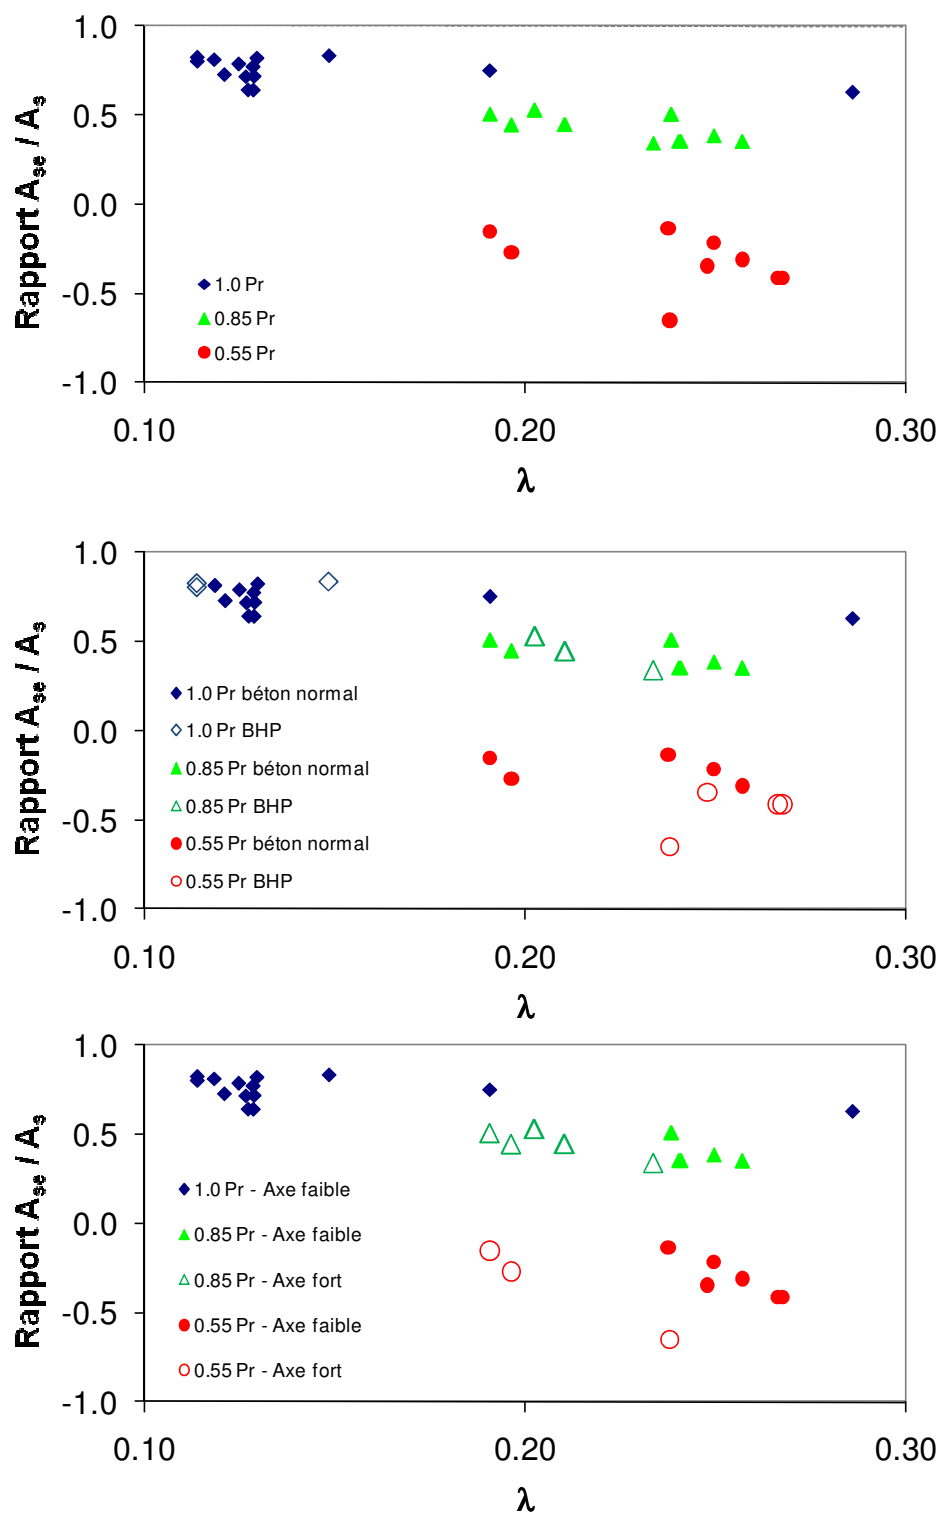 1.0
0.5
0.0
-0.5
-1.0
Rapport Ase / As
1.0 Pr
0.85 Pr
0.55 Pr
0.10 0.20 0.30
λ
1.0
0.5
0.0
-0.5
-1.0
Rapport Ase / As
1.0 Pr béton normal
1.0 Pr BHP
0.85 Pr béton normal
0.85 Pr BHP
0.55 Pr béton normal
0.55 Pr BHP
0.10 0.20 0.30
λ
1.0
0.5
0.0
-0.5
-1.0
Rapport Ase / As
1.0 Pr - Axe faible
0.85 Pr - Axe faible
0.85 Pr - Axe fort
0.55 Pr - Axe faible
0.55 Pr - Axe fort
0.10 0.20 0.30
λ